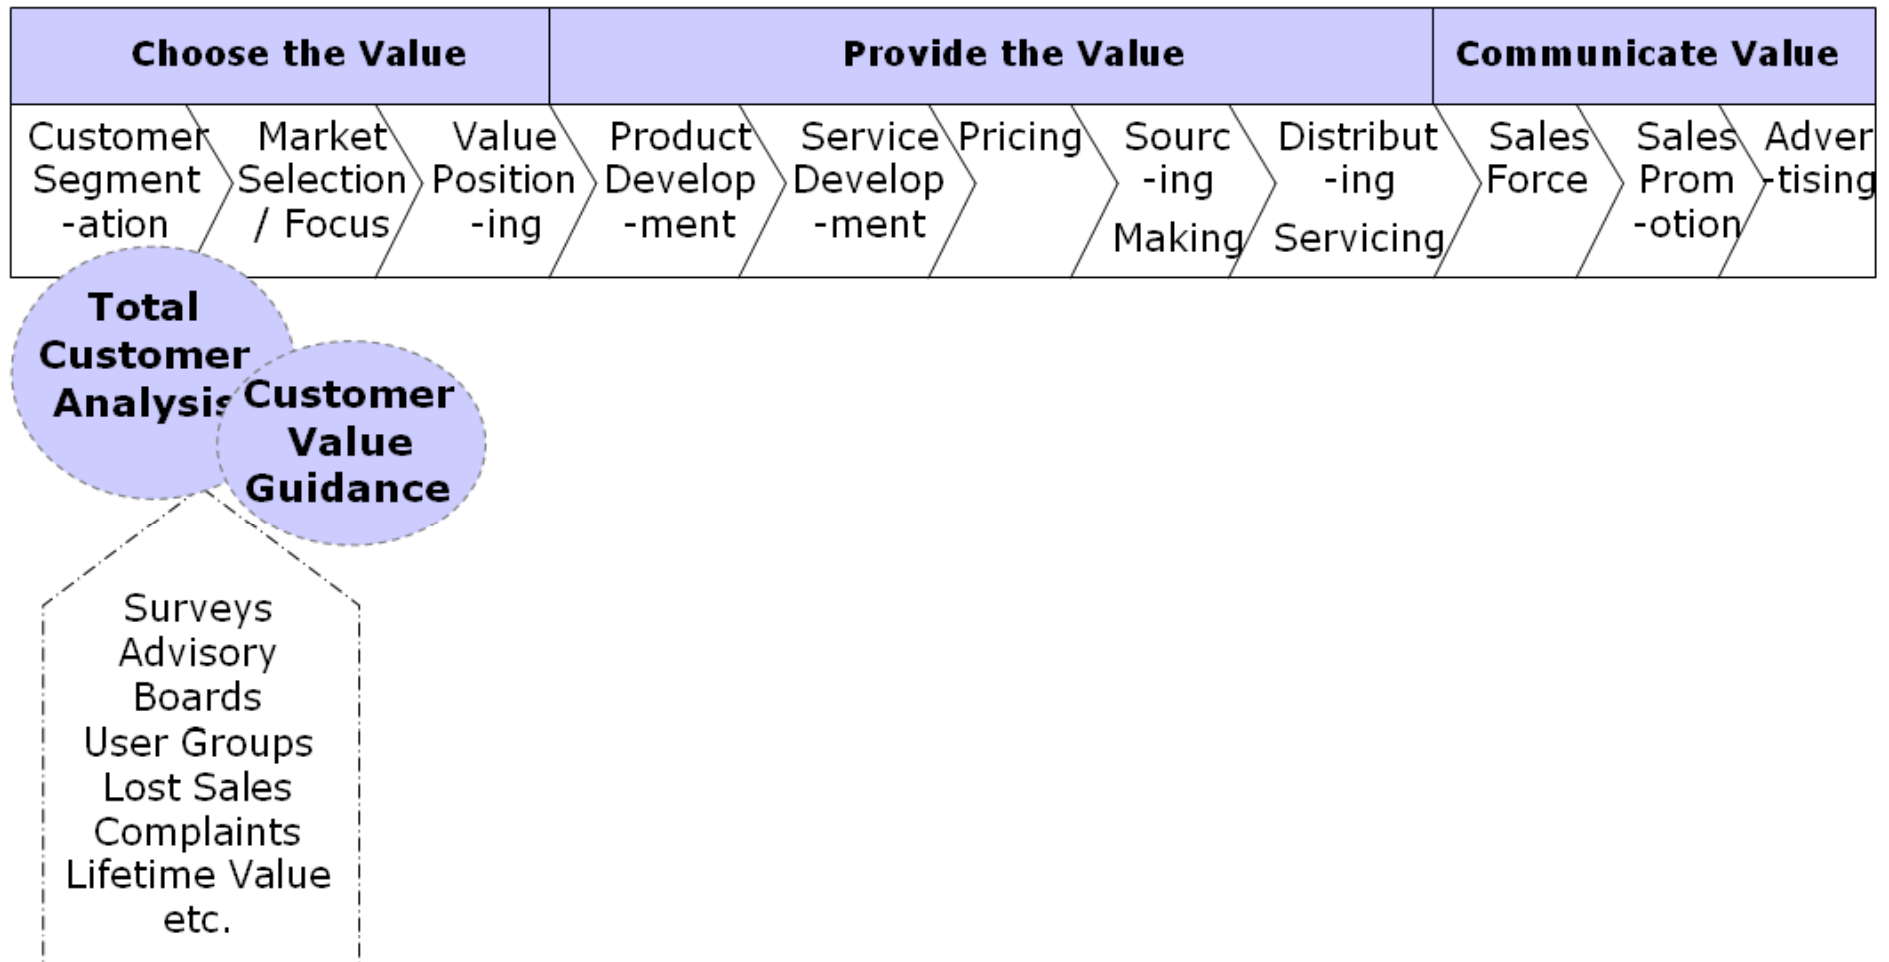 Choose the Value
Provide the Value
Communicate Value
Customer
Segment
-ation
Market
Selection
/ Focus
Value
Position
-ing
Product
Develop
-ment
Service
Develop
-ment
Pricing
Sourc
-ing
Making
Distribut
-ing
Servicing
Sales
Force
Sales
Prom
-otion
Adver
-tising
Total
Customer
Analysis
Customer
Value
Guidance
Surveys
Advisory
Boards
User Groups
Lost Sales
Complaints
Lifetime Value
etc.